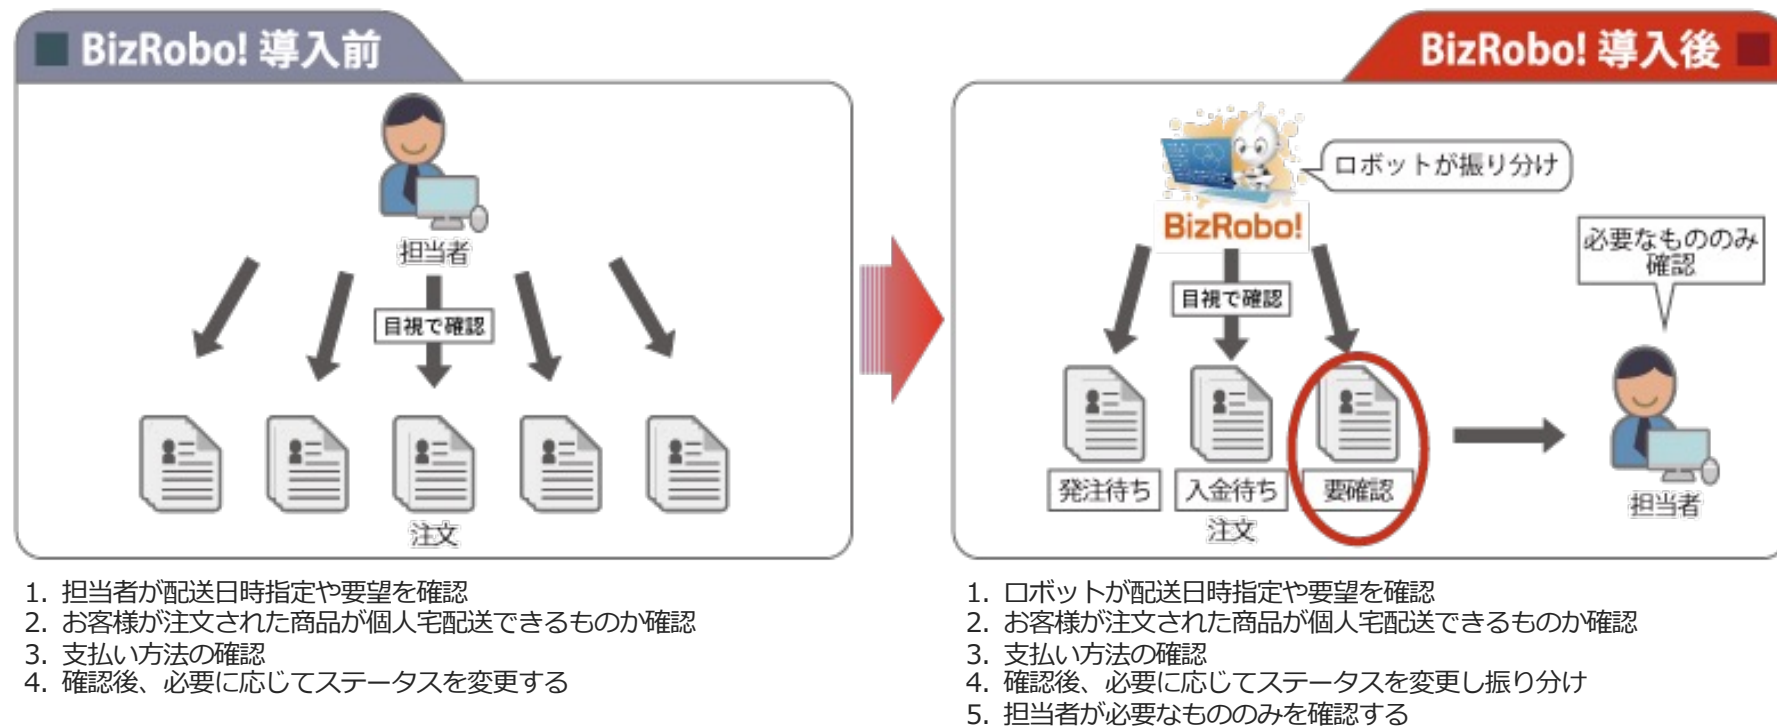 BizRobo! 導入前
担当者
目視で確認
注文
1. 担当者が配送日時指定や要望を確認
2. お客様が注文された商品が個人宅配送できるものか確認
3. 支払い方法の確認
4. 確認後、必要に応じてステータスを変更する
BizRobo! 導入後
ロボットが振り分け
BizRobo!
必要なもののみ
確認
目視で確認
発注待ち
入金待ち
要確認
注文
担当者
1. ロボットが配送日時指定や要望を確認
2. お客様が注文された商品が個人宅配送できるものか確認
3. 支払い方法の確認
4. 確認後、必要に応じてステータスを変更し振り分け
5. 担当者が必要なもののみを確認する